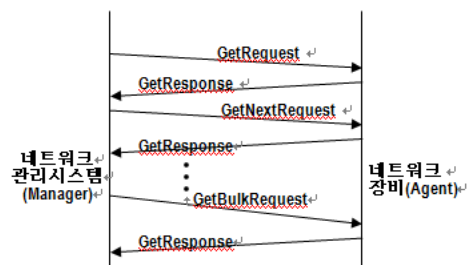 GetRequest
GetResponse
GetNextRequest
GetResponse
네트워크
관리시스템
(Manager)
네트워크
장비(Agent)
GetBulkRequest
GetResponse